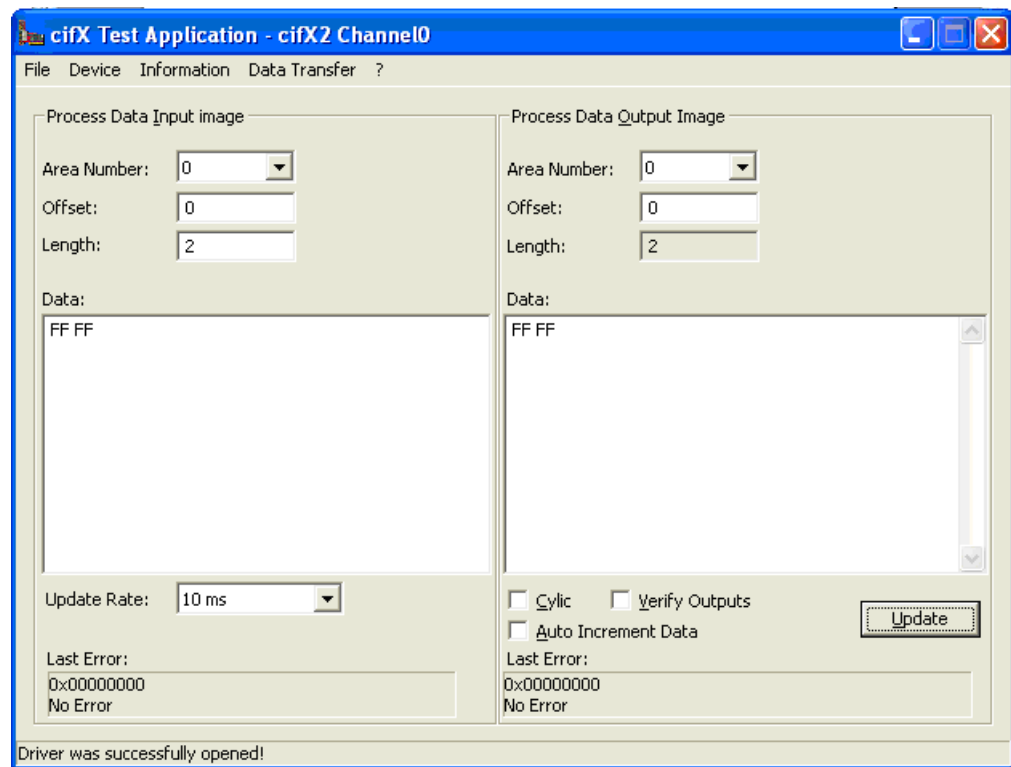 cifX Test Application - cifX2 Channel0
File Device Information Data Transfer ?
Process Data Input image
Area Number: 0
Offset: 0
Length: 2
Data:
FF FF
Update Rate: 10 ms
Last Error:
0x00000000
No Error
Process Data Output Image
Area Number: 0
Offset: 0
Length: 2
Data:
FF FF
Cylic Verify Outputs
Auto Increment Data
Update
Last Error:
0x00000000
No Error
Driver was successfully opened!